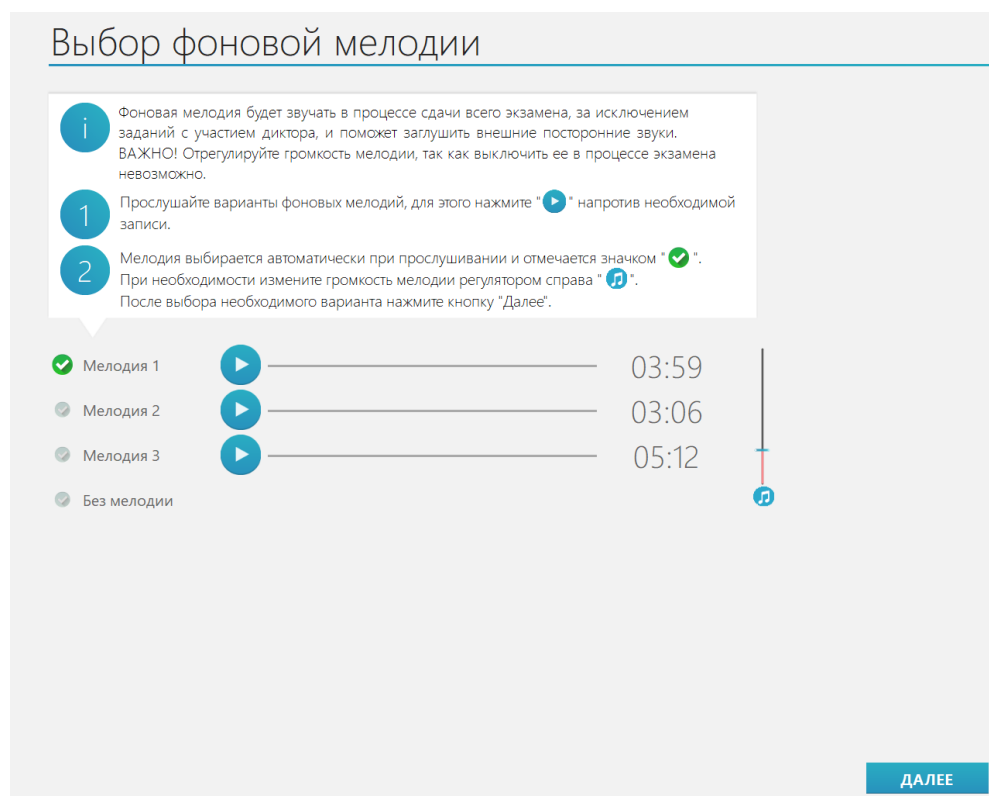 Выбор фоновой мелодии
i
Фоновая мелодия будет звучать в процессе сдачи всего экзамена, за исключением
заданий с участием диктора, и поможет заглушить внешние посторонние звуки.
ВАЖНО! Отрегулируйте громкость мелодии, так как выключить ее в процессе экзамена
невозможно.
1
Прослушайте варианты фоновых мелодий, для этого нажмите " " напротив необходимой
записи.
2
Мелодия выбирается автоматически при прослушивании и отмечается значком " ".
При необходимости измените громкость мелодии регулятором справа " ".
После выбора необходимого варианта нажмите кнопку "Далее".
Мелодия 1 03:59
Мелодия 2 03:06
Мелодия 3 05:12
Без мелодии
ДАЛЕЕ